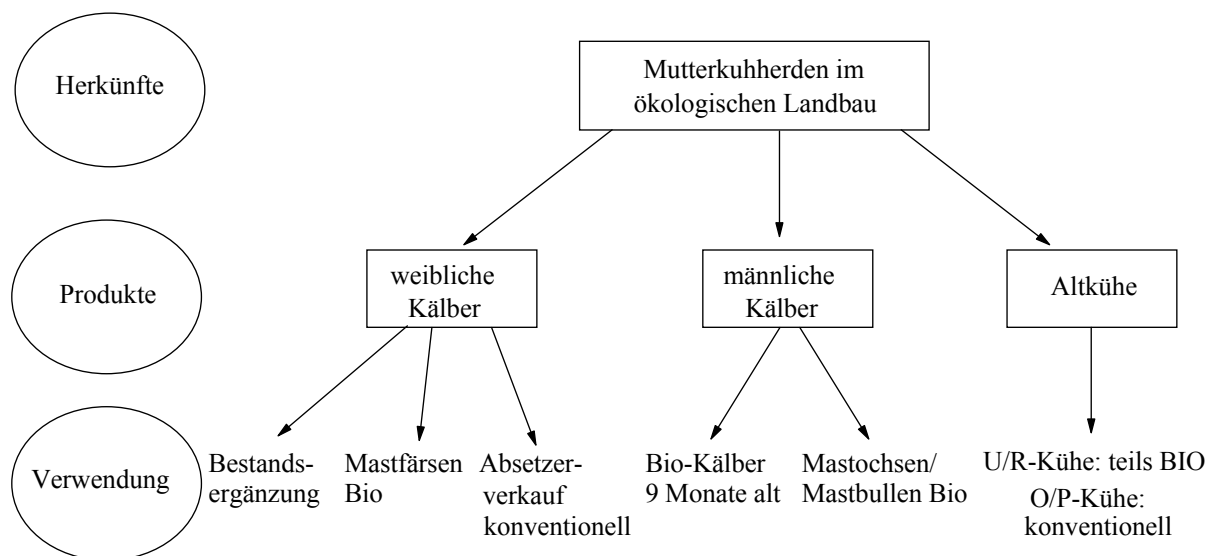 Herkünfte
Mutterkuhherden im
ökologischen Landbau
Produkte
weibliche
Kälber
männliche
Kälber
Altkühe
Verwendung
Bestands-
ergänzung
Mastfärsen
Bio
Absetzer-
verkauf
konventionell
Bio-Kälber
9 Monate alt
Mastochsen/
Mastbullen Bio
U/R-Kühe: teils BIO
O/P-Kühe:
konventionell